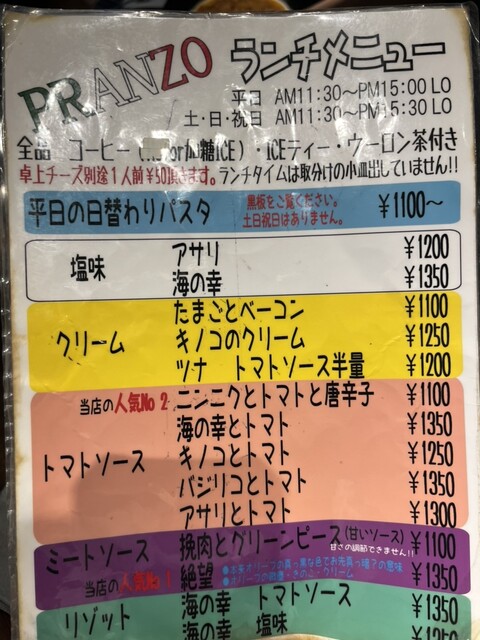 PRANZO ランチメニュー
平日 AM11:30〜PM15:00 LO
土・日・祝日 AM11:30〜PM15:30 LO
全品 コーヒー(     or加糖ICE)・ICEティー・ウーロン茶付き
卓上チーズ別途1人前¥50頂きます。ランチタイムは取分けの小皿出していません!!
平日の日替わりパスタ 黒板をご覧ください。 ¥1100〜
土日祝日はありません。
塩味 アサリ ¥1200
海の幸 ¥1350
クリーム たまごとベーコン ¥1100
キノコのクリーム ¥1250
ツナ トマトソース半量 ¥1200
トマトソース 当店の人気No 2 ニンニクとトマトと唐辛子 ¥1100
海の幸とトマト ¥1350
キノコとトマト ¥1250
バジリコとトマト ¥1350
アサリとトマト ¥1300
ミートソース 挽肉とグリーンピース(甘いソース) ¥1100
甘さの調節できません!!
当店の人気No 1 絶望 ¥1350
リゾット 海の幸 トマトソース ¥1350
海の幸 塩味